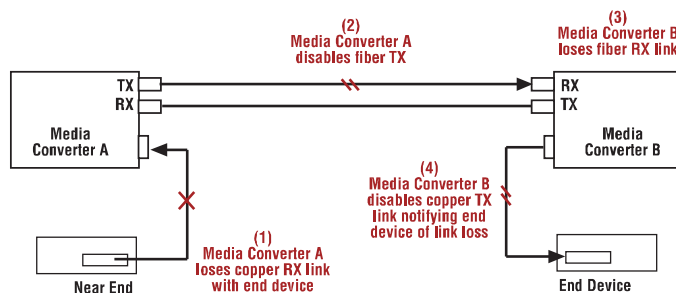 (2)
Media Converter A
disables fiber TX
(3)
Media Converter B
loses fiber RX link
TX
RX
Media
Converter A
RX
TX
Media
Converter B
(4)
Media Converter B
disables copper TX
link notifying end
device of link loss
(1)
Media Converter A
loses copper RX link
with end device
Near End
End Device